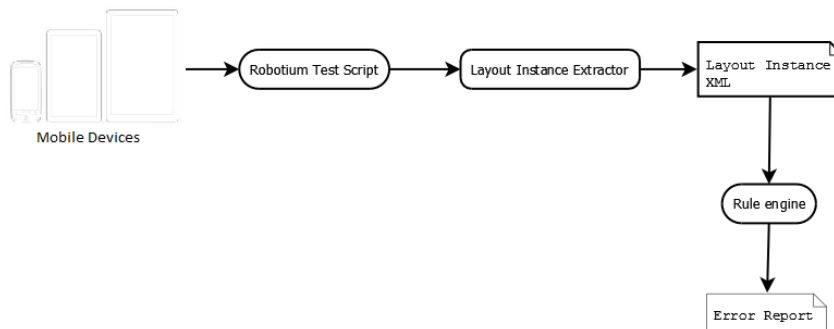 Mobile Devices
Robotium Test Script
Layout Instance Extractor
Layout Instance
XML
Rule engine
Error Report